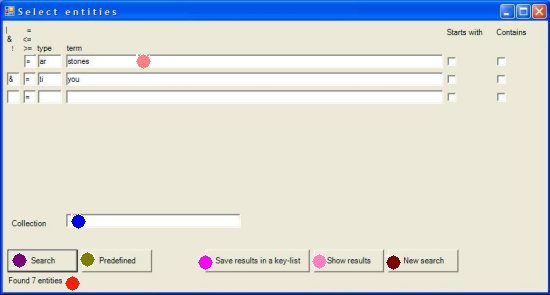 Select entities
| =
& <=
! >= type term Starts with Contains
= ar stones
& = ti you
=
Collection
Search Predefined Save results in a key-list Show results New search
Found 7 entities